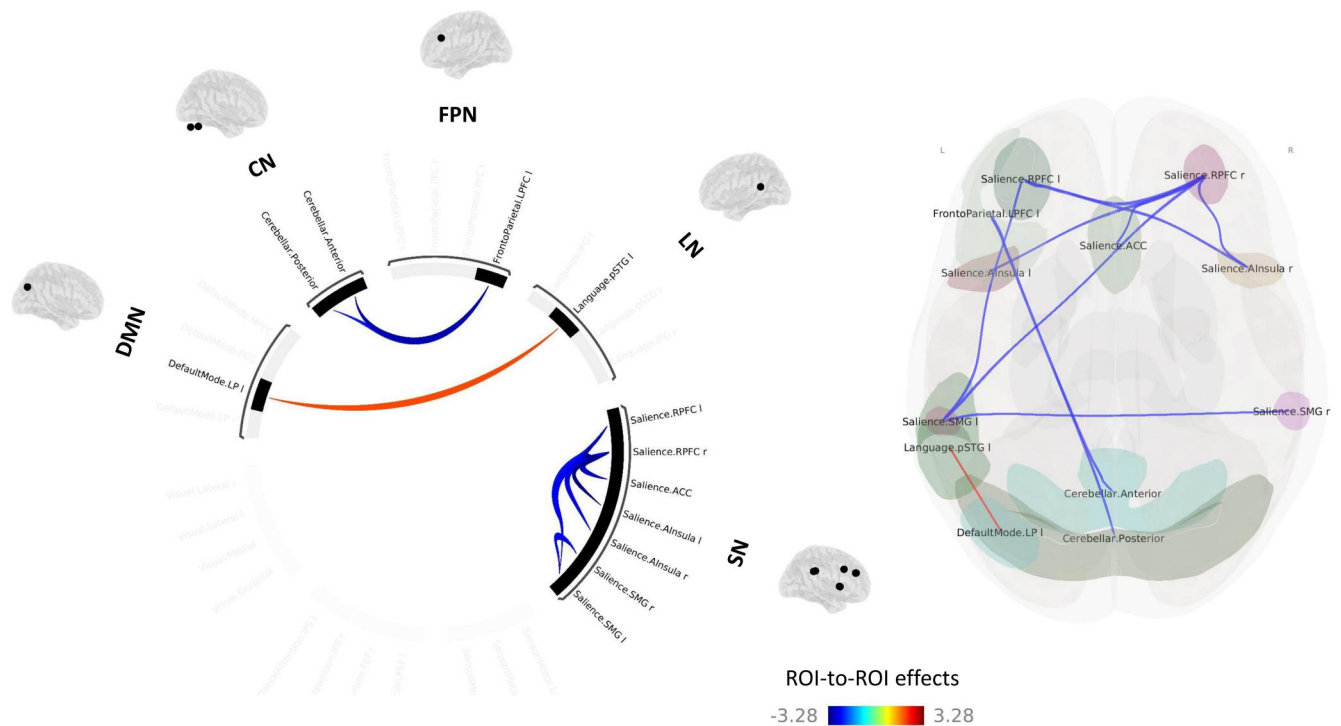 FPN
CN
LN
DMN
SN
Cerebellar.Anterior
Cerebellar.Posterior
FrontoParietal.LPFC l
Language.pSTG l
DefaultMode.LP l
Salience.RPFC l
Salience.RPFC r
Salience.ACC
Salience.AInsula l
Salience.AInsula r
Salience.SMG r
Salience.SMG l
L
R
Salience.RPFC l
Salience.RPFC r
FrontoParietal.LPFC l
Salience.ACC
Salience.AInsula l
Salience.AInsula r
Salience.SMG l
Salience.SMG r
Language.pSTG l
Cerebellar.Anterior
DefaultMode.LP l
Cerebellar.Posterior
ROI-to-ROI effects
-3.28 3.28